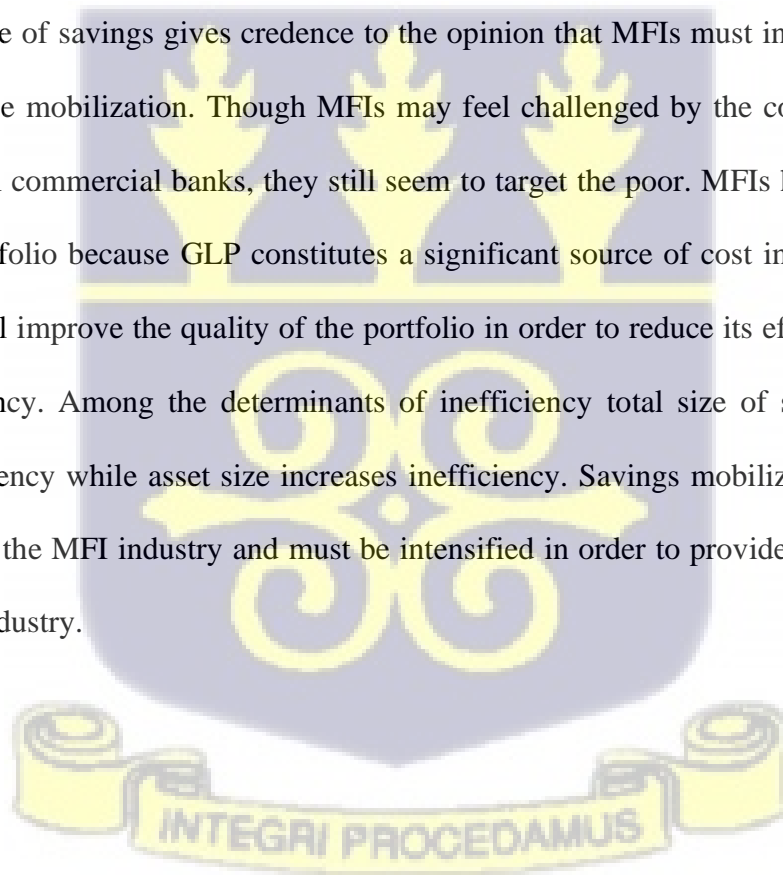 e of savings gives credence to the opinion that MFIs must in
e mobilization. Though MFIs may feel challenged by the co
commercial banks, they still seem to target the poor. MFIs
folio because GLP constitutes a significant source of cost in
improve the quality of the portfolio in order to reduce its ef
ncy. Among the determinants of inefficiency total size of s
iency while asset size increases inefficiency. Savings mobiliz
the MFI industry and must be intensified in order to provide
dustry.
INTEGRI PROCEDAMUS